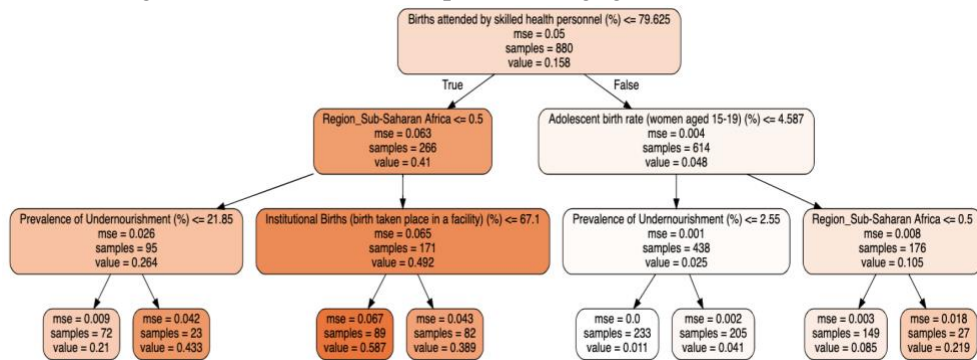 Births attended by skilled health personnel (%) <= 79.625
mse = 0.05
samples = 880
value = 0.158
True
False
Region_Sub-Saharan Africa <= 0.5
mse = 0.063
samples = 266
value = 0.41
Adolescent birth rate (women aged 15-19) (%) <= 4.587
mse = 0.004
samples = 614
value = 0.048
Prevalence of Undernourishment (%) <= 21.85
mse = 0.026
samples = 95
value = 0.264
Institutional Births (birth taken place in a facility) (%) <= 67.1
mse = 0.065
samples = 171
value = 0.492
Prevalence of Undernourishment (%) <= 2.55
mse = 0.001
samples = 438
value = 0.025
Region_Sub-Saharan Africa <= 0.5
mse = 0.008
samples = 176
value = 0.105
mse = 0.009
samples = 72
value = 0.21
mse = 0.042
samples = 23
value = 0.433
mse = 0.067
samples = 89
value = 0.587
mse = 0.043
samples = 82
value = 0.389
mse = 0.0
samples = 233
value = 0.011
mse = 0.002
samples = 205
value = 0.041
mse = 0.003
samples = 149
value = 0.085
mse = 0.018
samples = 27
value = 0.219